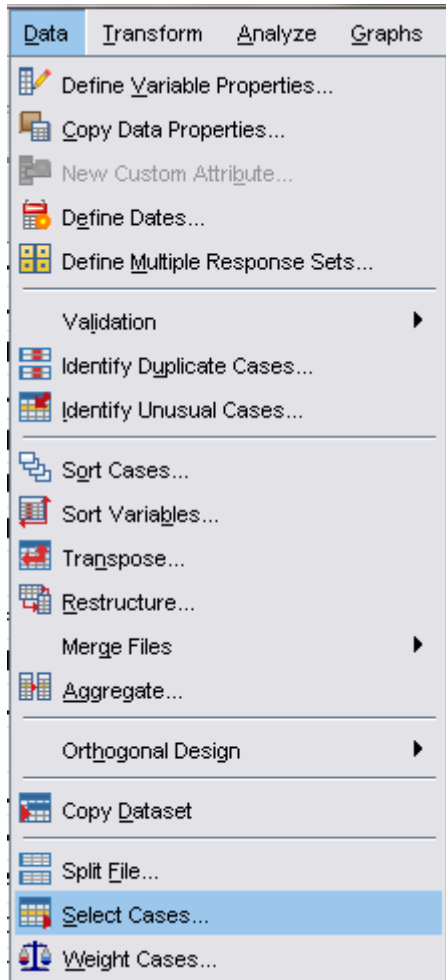 Data Transform Analyze Graphs
Define Variable Properties...
Copy Data Properties...
New Custom Attribute...
Define Dates...
Define Multiple Response Sets...
Validation
Identify Duplicate Cases...
Identify Unusual Cases...
Sort Cases...
Sort Variables...
Transpose...
Restructure...
Merge Files
Aggregate...
Orthogonal Design
Copy Dataset
Split File...
Select Cases...
Weight Cases...